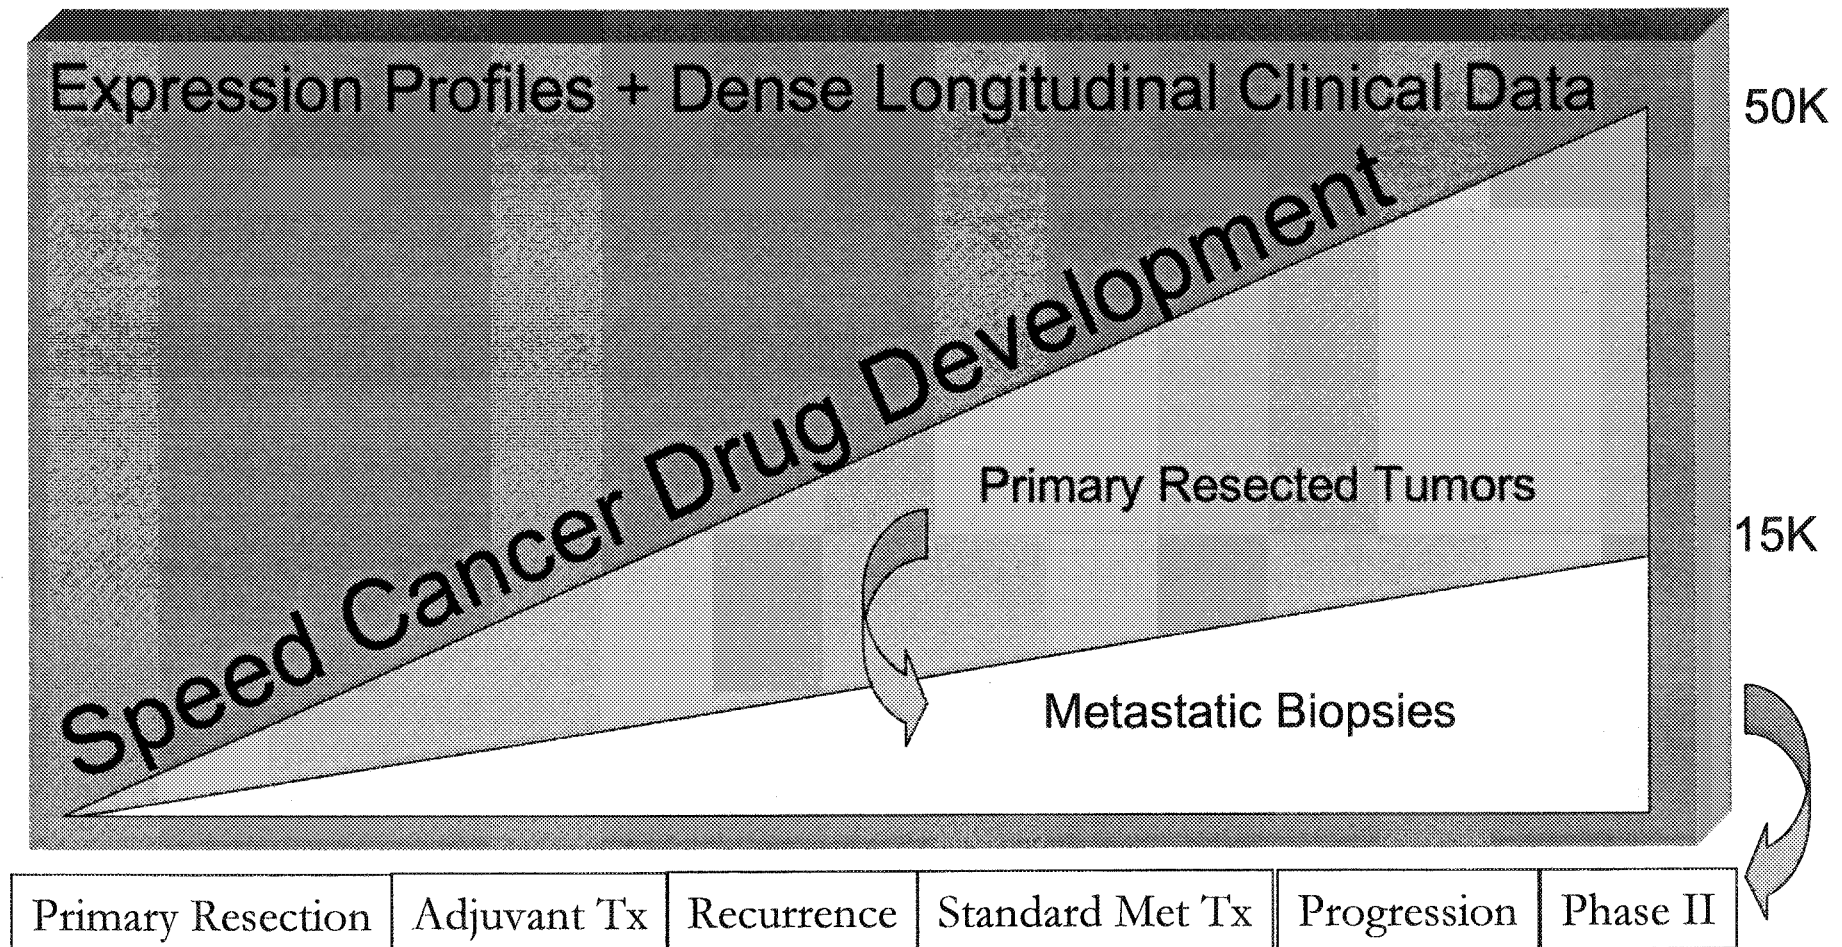 Expression Profiles + Dense Longitudinal Clinical Data
50K
Speed Cancer Drug Development
Primary Resected Tumors
15K
Metastatic Biopsies
Primary Resection
Adjuvant Tx
Recurrence
Standard Met Tx
Progression
Phase II